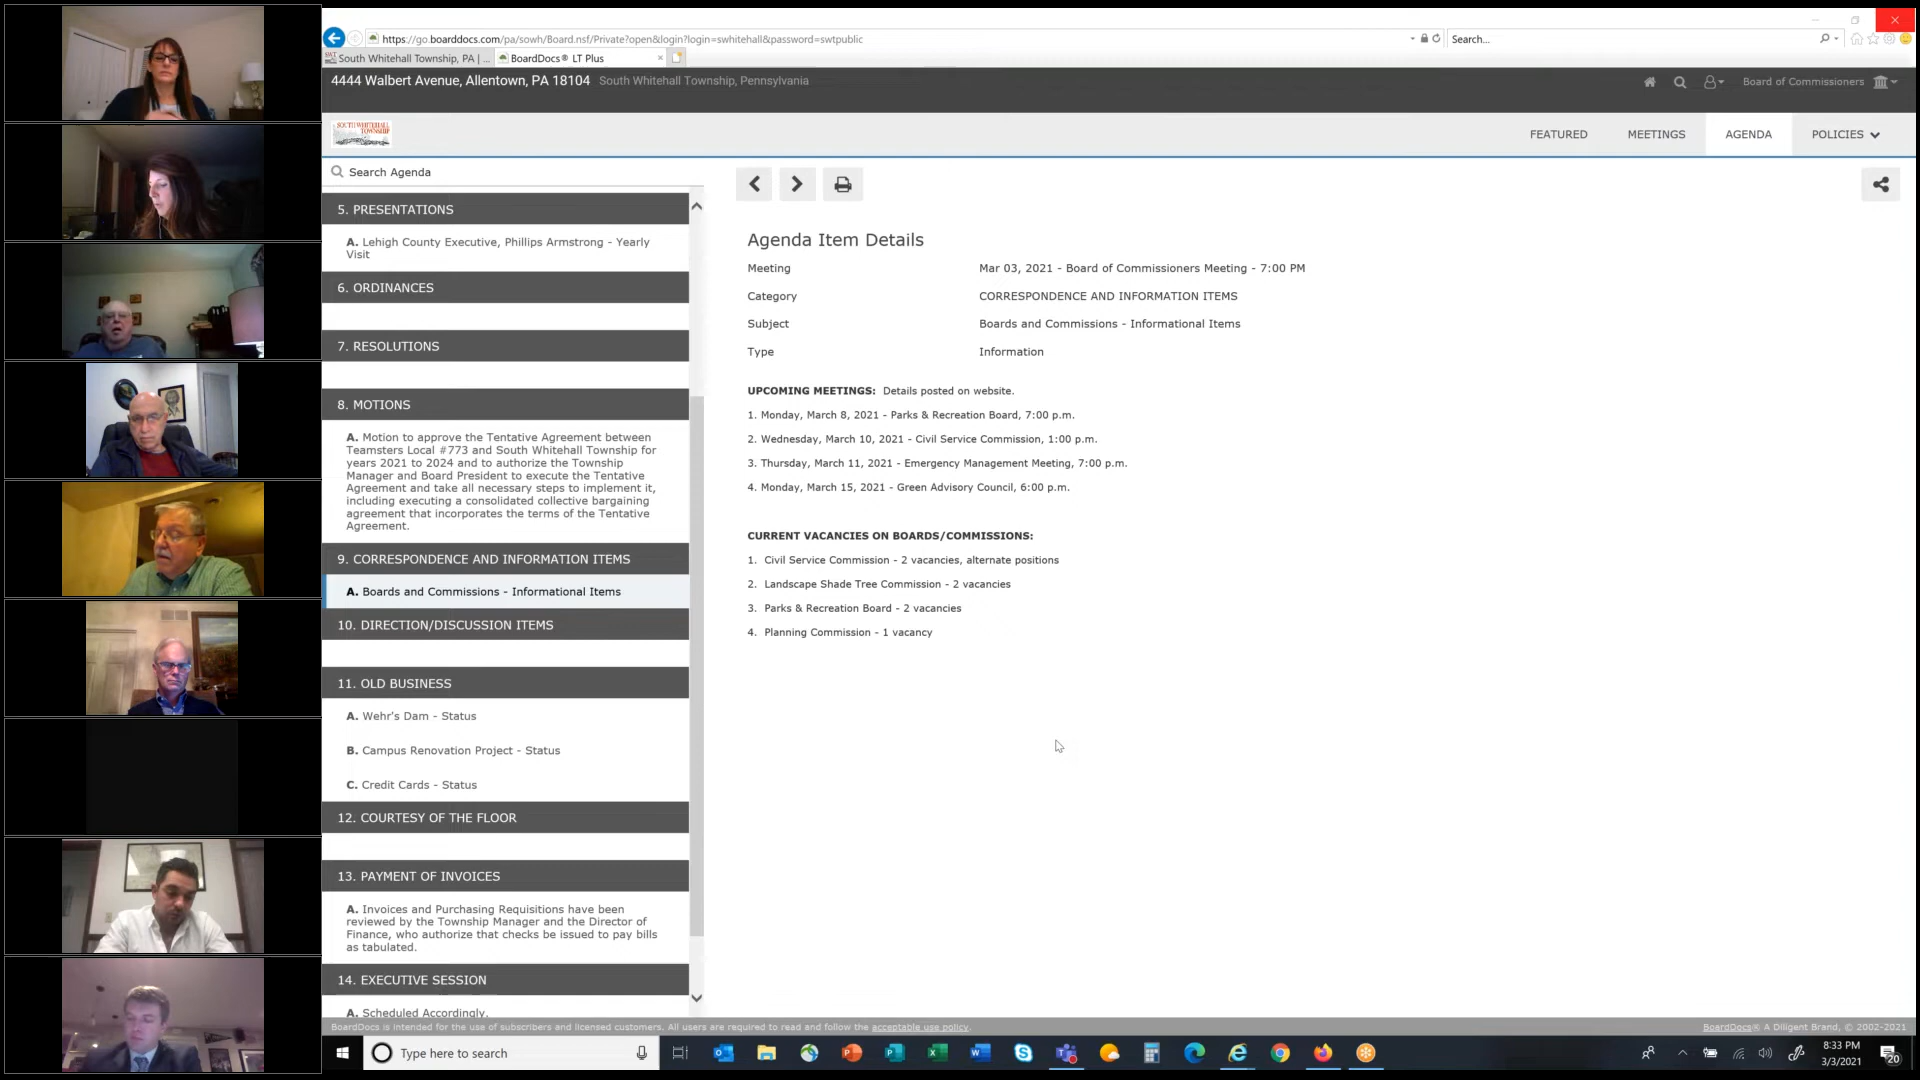 https://go.boarddocs.com/pa/sowh/Board.nsf/Private?open&login?login=swhitehall&password=swtpublic
Search...
South Whitehall Township, PA | ...
BoardDocs® LT Plus
4444 Walbert Avenue, Allentown, PA 18104 South Whitehall Township, Pennsylvania
Board of Commissioners
SOUTH WHITEHALL
TOWNSHIP
FEATURED
MEETINGS
AGENDA
POLICIES
Search Agenda
5. PRESENTATIONS
A. Lehigh County Executive, Phillips Armstrong - Yearly
Visit
6. ORDINANCES
7. RESOLUTIONS
8. MOTIONS
A. Motion to approve the Tentative Agreement between
Teamsters Local #773 and South Whitehall Township for
years 2021 to 2024 and to authorize the Township
Manager and Board President to execute the Tentative
Agreement and take all necessary steps to implement it,
including executing a consolidated collective bargaining
agreement that incorporates the terms of the Tentative
Agreement.
9. CORRESPONDENCE AND INFORMATION ITEMS
A. Boards and Commissions - Informational Items
10. DIRECTION/DISCUSSION ITEMS
11. OLD BUSINESS
A. Wehr's Dam - Status
B. Campus Renovation Project - Status
C. Credit Cards - Status
12. COURTESY OF THE FLOOR
13. PAYMENT OF INVOICES
A. Invoices and Purchasing Requisitions have been
reviewed by the Township Manager and the Director of
Finance, who authorize that checks be issued to pay bills
as tabulated.
14. EXECUTIVE SESSION
A. Scheduled Accordingly.
Agenda Item Details
Meeting
Mar 03, 2021 - Board of Commissioners Meeting - 7:00 PM
Category
CORRESPONDENCE AND INFORMATION ITEMS
Subject
Boards and Commissions - Informational Items
Type
Information
UPCOMING MEETINGS: Details posted on website.
1. Monday, March 8, 2021 - Parks & Recreation Board, 7:00 p.m.
2. Wednesday, March 10, 2021 - Civil Service Commission, 1:00 p.m.
3. Thursday, March 11, 2021 - Emergency Management Meeting, 7:00 p.m.
4. Monday, March 15, 2021 - Green Advisory Council, 6:00 p.m.
CURRENT VACANCIES ON BOARDS/COMMISSIONS:
1. Civil Service Commission - 2 vacancies, alternate positions
2. Landscape Shade Tree Commission - 2 vacancies
3. Parks & Recreation Board - 2 vacancies
4. Planning Commission - 1 vacancy
BoardDocs is intended for the use of subscribers and licensed customers. All users are required to read and follow the acceptable use policy.
BoardDocs® A Diligent Brand, © 2002-2021
Type here to search
8:33 PM
3/3/2021
20